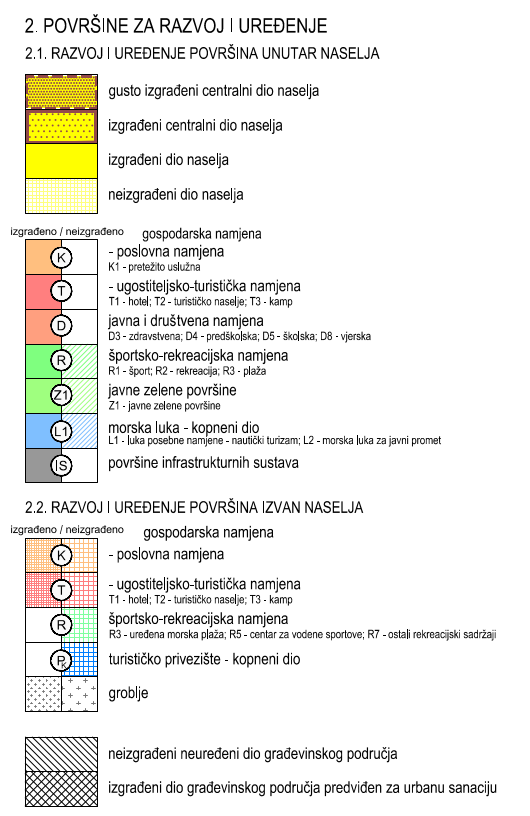 2. POVRŠINE ZA RAZVOJ I UREĐENJE
2.1. RAZVOJ I UREĐENJE POVRŠINA UNUTAR NASELJA
gusto izgrađeni centralni dio naselja
izgrađeni centralni dio naselja
izgrađeni dio naselja
neizgrađeni dio naselja
izgrađeno / neizgrađeno gospodarska namjena
K - poslovna namjena
K1 - pretežito uslužna
T - ugostiteljsko-turistička namjena
T1 - hotel; T2 - turističko naselje; T3 - kamp
D javna i društvena namjena
D3 - zdravstvena; D4 - predškolska; D5 - školska; D8 - vjerska
R športsko-rekreacijska namjena
R1 - šport; R2 - rekreacija; R3 - plaža
Z1 javne zelene površine
Z1 - javne zelene površine
L1 morska luka - kopneni dio
L1 - luka posebne namjene - nautički turizam; L2 - morska luka za javni promet
IS površine infrastrukturnih sustava
2.2. RAZVOJ I UREĐENJE POVRŠINA IZVAN NASELJA
izgrađeno / neizgrađeno gospodarska namjena
K - poslovna namjena
T - ugostiteljsko-turistička namjena
T1 - hotel; T2 - turističko naselje; T3 - kamp
R športsko-rekreacijska namjena
R3 - uređena morska plaža; R5 - centar za vodene sportove; R7 - ostali rekreacijski sadržaji
PK turističko privezište - kopneni dio
groblje
neizgrađeni neuređeni dio građevinskog područja
izgrađeni dio građevinskog područja predviđen za urbanu sanaciju